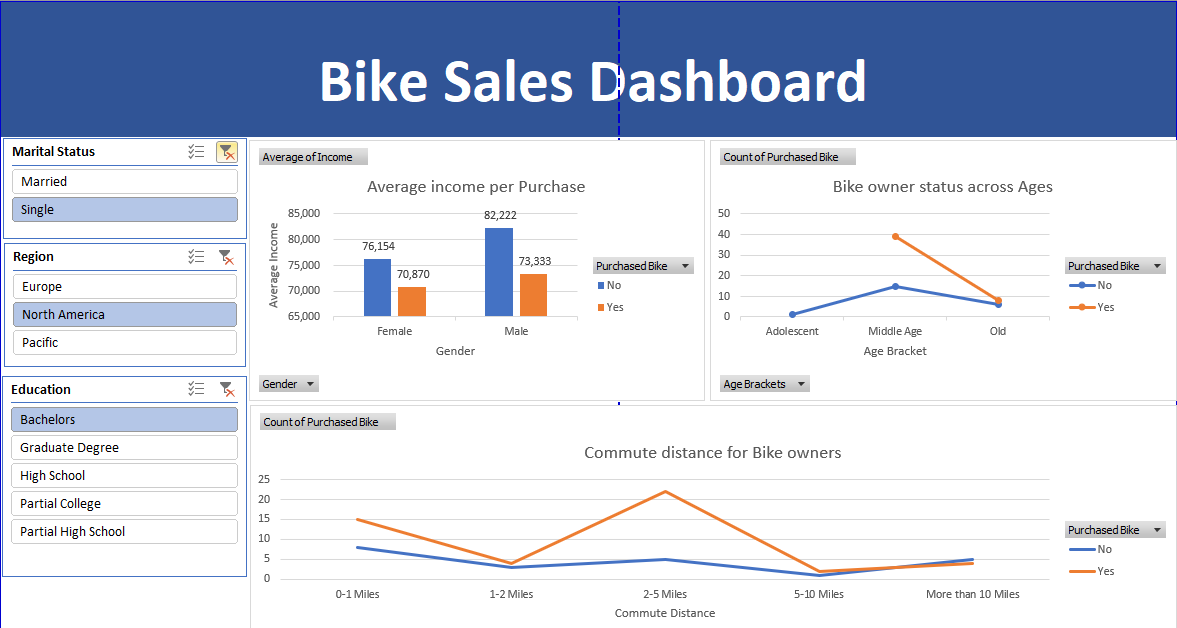 Bike Sales Dashboard
Marital Status
Married
Single
Region
Europe
North America
Pacific
Education
Bachelors
Graduate Degree
High School
Partial College
Partial High School
Average of Income
Average income per Purchase
85,000
80,000
75,000
70,000
65,000
Average Income
76,154
70,870
82,222
73,333
Female
Male
Gender
Purchased Bike
No
Yes
Gender
Count of Purchased Bike
Bike owner status across Ages
50
40
30
20
10
0
Adolescent
Middle Age
Old
Age Bracket
Purchased Bike
No
Yes
Age Brackets
Count of Purchased Bike
Commute distance for Bike owners
25
20
15
10
5
0
0-1 Miles
1-2 Miles
2-5 Miles
5-10 Miles
More than 10 Miles
Commute Distance
Purchased Bike
No
Yes